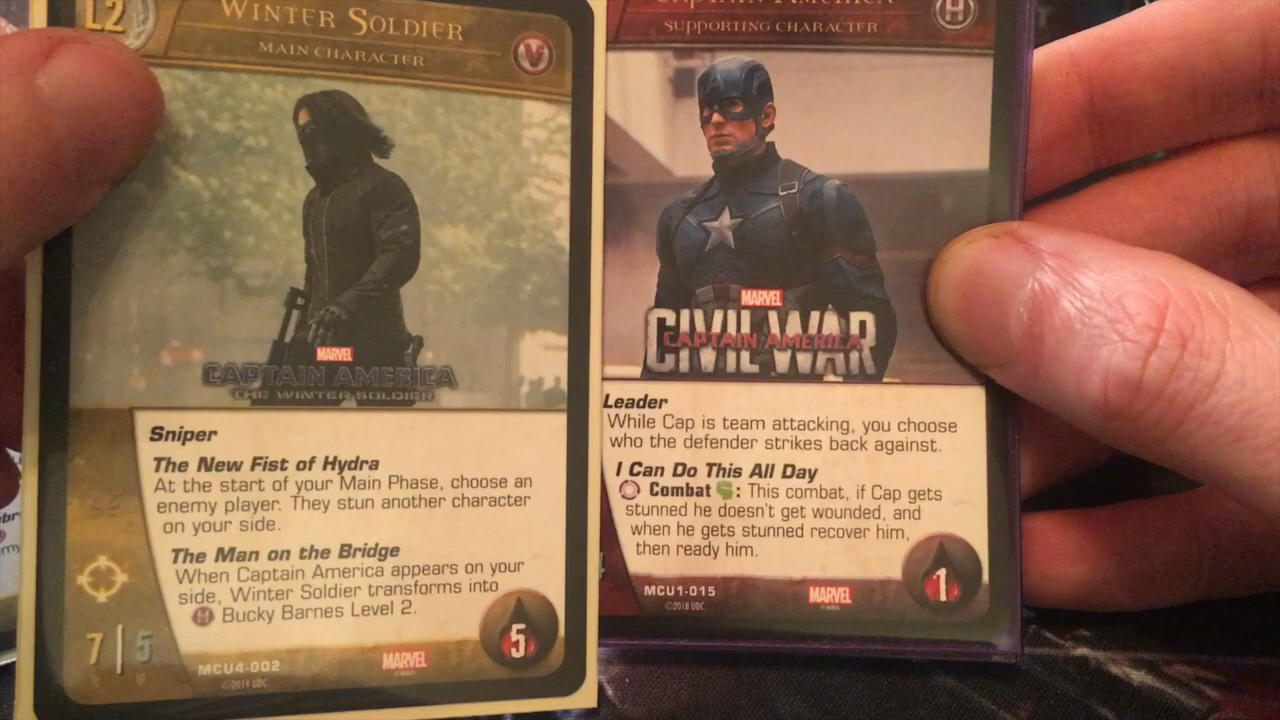 L2
WINTER SOLDIER
MAIN CHARACTER
V
MARVEL
CAPTAIN AMERICA
THE WINTER SOLDIER
Sniper
The New Fist of Hydra
At the start of your Main Phase, choose an
enemy player. They stun another character
on your side.
The Man on the Bridge
When Captain America appears on your
side, Winter Soldier transforms into
H Bucky Barnes Level 2.
7 | 5
5
MCU4-002
MARVEL
©2019 UDC.
CAPTAIN AMERICA
SUPPORTING CHARACTER
H
MARVEL
CIVIL WAR
CAPTAIN AMERICA
Leader
While Cap is team attacking, you choose
who the defender strikes back against.
I Can Do This All Day
Combat : This combat, if Cap gets
stunned he doesn't get wounded, and
when he gets stunned recover him,
then ready him.
1
MCU1-015
MARVEL
©2018 UDC.